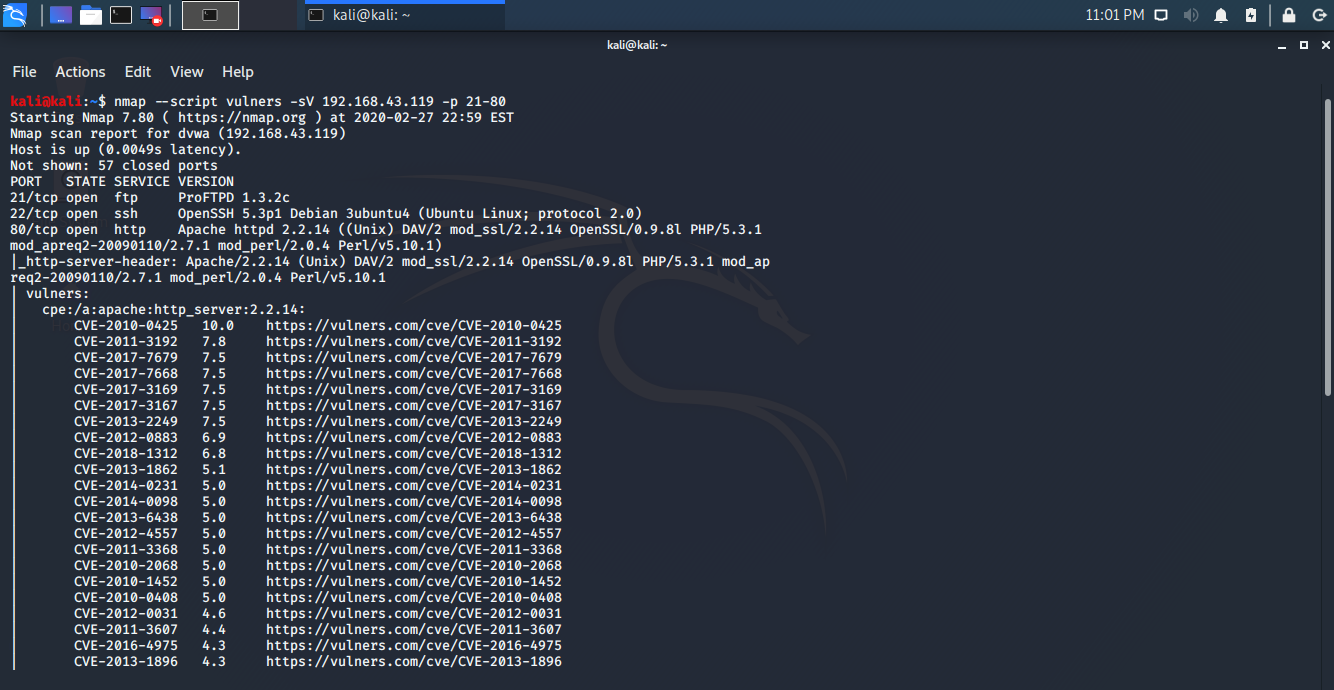 kali@kali: ~
11:01 PM
kali@kali: ~
File Actions Edit View Help
kali@kali:~$ nmap --script vulners -sV 192.168.43.119 -p 21-80
Starting Nmap 7.80 ( https://nmap.org ) at 2020-02-27 22:59 EST
Nmap scan report for dvwa (192.168.43.119)
Host is up (0.0049s latency).
Not shown: 57 closed ports
PORT   STATE SERVICE VERSION
21/tcp open  ftp     ProFTPD 1.3.2c
22/tcp open  ssh     OpenSSH 5.3p1 Debian 3ubuntu4 (Ubuntu Linux; protocol 2.0)
80/tcp open  http    Apache httpd 2.2.14 ((Unix) DAV/2 mod_ssl/2.2.14 OpenSSL/0.9.8l PHP/5.3.1
mod_apreq2-20090110/2.7.1 mod_perl/2.0.4 Perl/v5.10.1)
|_http-server-header: Apache/2.2.14 (Unix) DAV/2 mod_ssl/2.2.14 OpenSSL/0.9.8l PHP/5.3.1 mod_ap
req2-20090110/2.7.1 mod_perl/2.0.4 Perl/v5.10.1
| vulners:
|   cpe:/a:apache:http_server:2.2.14:
|       CVE-2010-0425   10.0    https://vulners.com/cve/CVE-2010-0425
|       CVE-2011-3192   7.8     https://vulners.com/cve/CVE-2011-3192
|       CVE-2017-7679   7.5     https://vulners.com/cve/CVE-2017-7679
|       CVE-2017-7668   7.5     https://vulners.com/cve/CVE-2017-7668
|       CVE-2017-3169   7.5     https://vulners.com/cve/CVE-2017-3169
|       CVE-2017-3167   7.5     https://vulners.com/cve/CVE-2017-3167
|       CVE-2013-2249   7.5     https://vulners.com/cve/CVE-2013-2249
|       CVE-2012-0883   6.9     https://vulners.com/cve/CVE-2012-0883
|       CVE-2018-1312   6.8     https://vulners.com/cve/CVE-2018-1312
|       CVE-2013-1862   5.1     https://vulners.com/cve/CVE-2013-1862
|       CVE-2014-0231   5.0     https://vulners.com/cve/CVE-2014-0231
|       CVE-2014-0098   5.0     https://vulners.com/cve/CVE-2014-0098
|       CVE-2013-6438   5.0     https://vulners.com/cve/CVE-2013-6438
|       CVE-2012-4557   5.0     https://vulners.com/cve/CVE-2012-4557
|       CVE-2011-3368   5.0     https://vulners.com/cve/CVE-2011-3368
|       CVE-2010-2068   5.0     https://vulners.com/cve/CVE-2010-2068
|       CVE-2010-1452   5.0     https://vulners.com/cve/CVE-2010-1452
|       CVE-2010-0408   5.0     https://vulners.com/cve/CVE-2010-0408
|       CVE-2012-0031   4.6     https://vulners.com/cve/CVE-2012-0031
|       CVE-2011-3607   4.4     https://vulners.com/cve/CVE-2011-3607
|       CVE-2016-4975   4.3     https://vulners.com/cve/CVE-2016-4975
|       CVE-2013-1896   4.3     https://vulners.com/cve/CVE-2013-1896